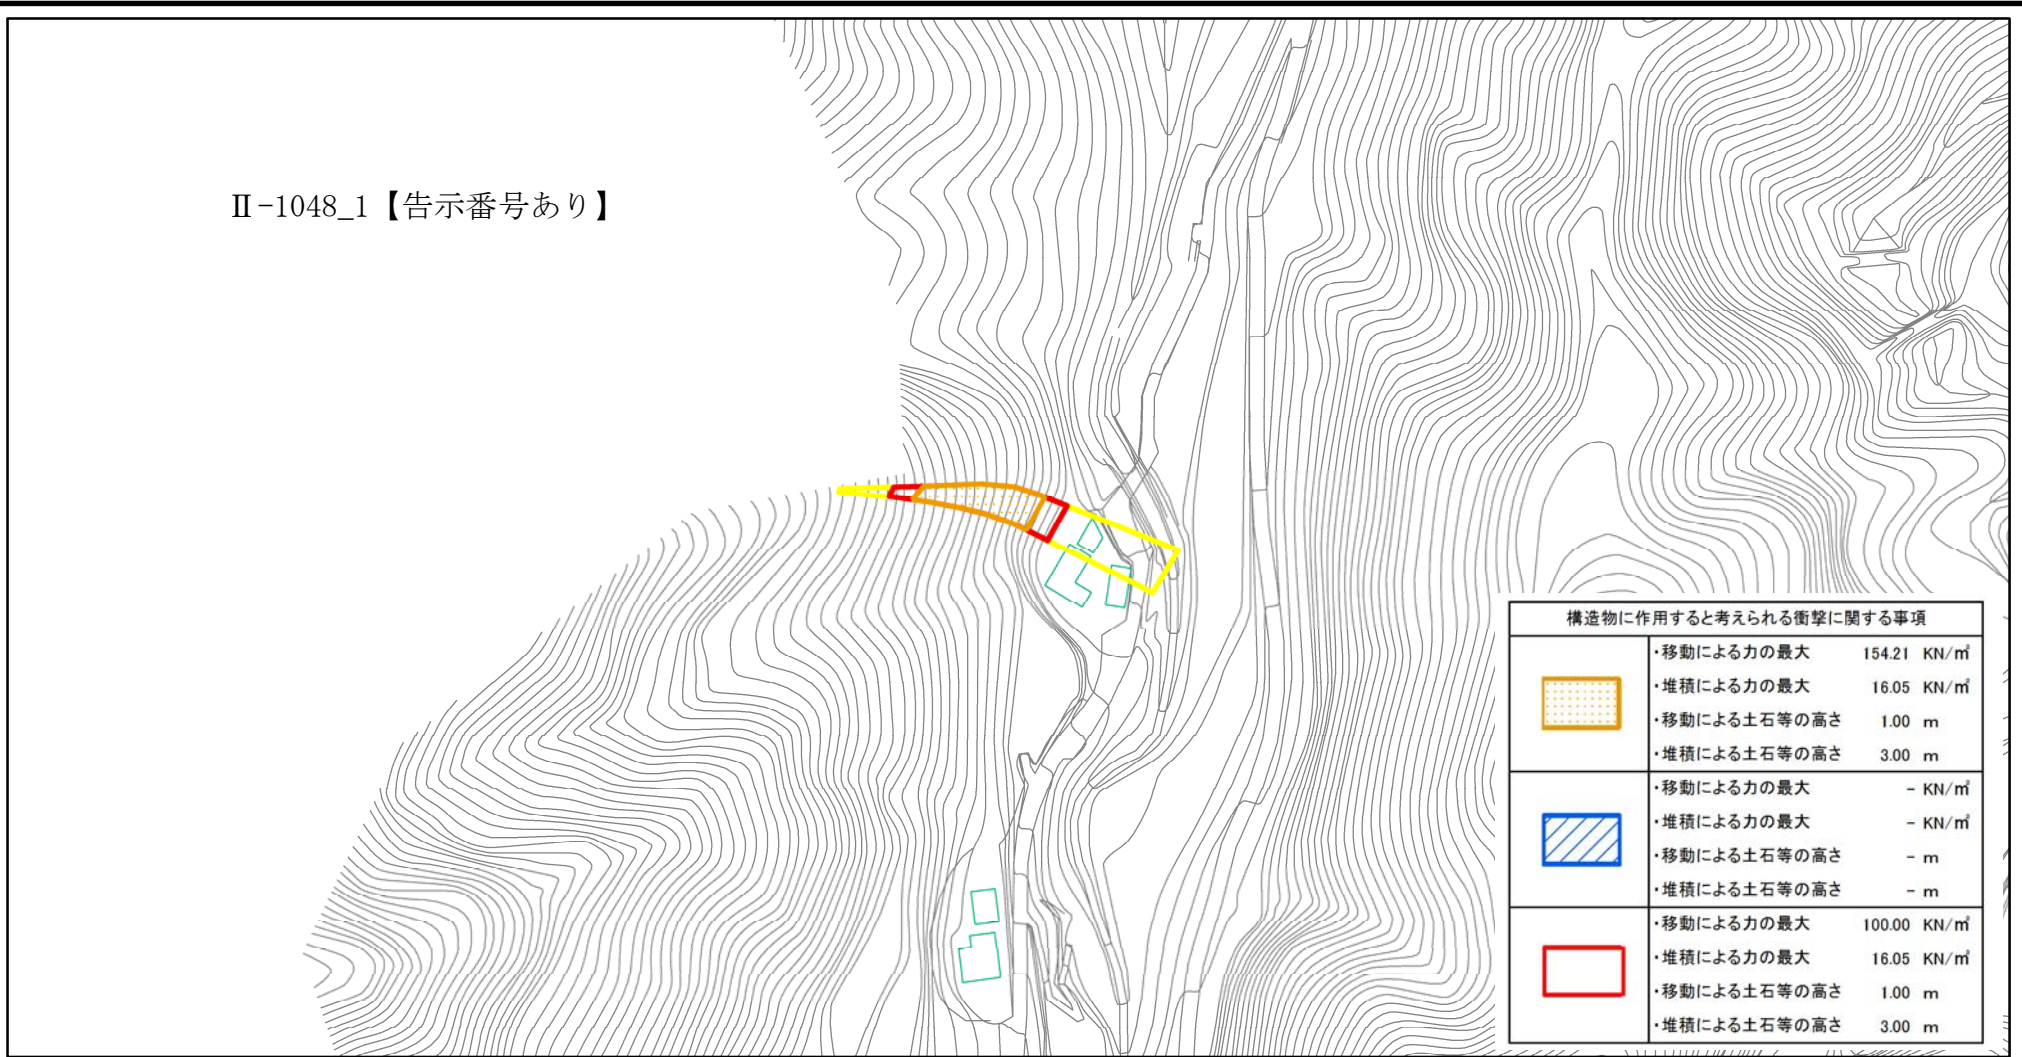 Ⅱ-1048_1【告示番号あり】
構造物に作用すると考えられる衝撃に関する事項
・移動による力の最大 154.21 KN/㎡
・堆積による力の最大 16.05 KN/㎡
・移動による土石等の高さ 1.00 m
・堆積による土石等の高さ 3.00 m
・移動による力の最大 - KN/㎡
・堆積による力の最大 - KN/㎡
・移動による土石等の高さ - m
・堆積による土石等の高さ - m
・移動による力の最大 100.00 KN/㎡
・堆積による力の最大 16.05 KN/㎡
・移動による土石等の高さ 1.00 m
・堆積による土石等の高さ 3.00 m